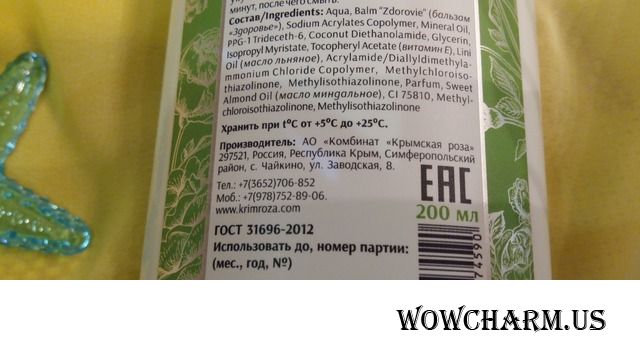 минут, после чего смыть.
Состав/Ingredients: Aqua, Balm "Zdorovie" (бальзам
«Здоровье»), Sodium Acrylates Copolymer, Mineral Oil,
PPG-1 Trideceth-6, Coconut Diethanolamide, Glycerin,
Isopropyl Myristate, Tocopheryl Acetate (витамин Е), Lini
Oil (масло льняное), Acrylamide/Diallyldimethyla-
mmonium Chloride Copolymer, Methylchloroiso-
thiazolinone, Methylisothiazolinone, Parfum, Sweet
Almond Oil (масло миндальное), CI 75810, Methyl-
chloroisothiazolinone, Methylisothiazolinone
Хранить при t°C от +5°C до +25°C.
Производитель: АО «Комбинат «Крымская роза»
297521, Россия, Республика Крым, Симферопольский
район, с. Чайкино, ул. Заводская, 8.
Тел.: +7(3652)706-852
Моб.: +7(978)752-89-06.
www.krimroza.com
ЕАС
200 мл
ГОСТ 31696-2012
Использовать до, номер партии:
(мес., год, №)
74590
WOWCHARM.US